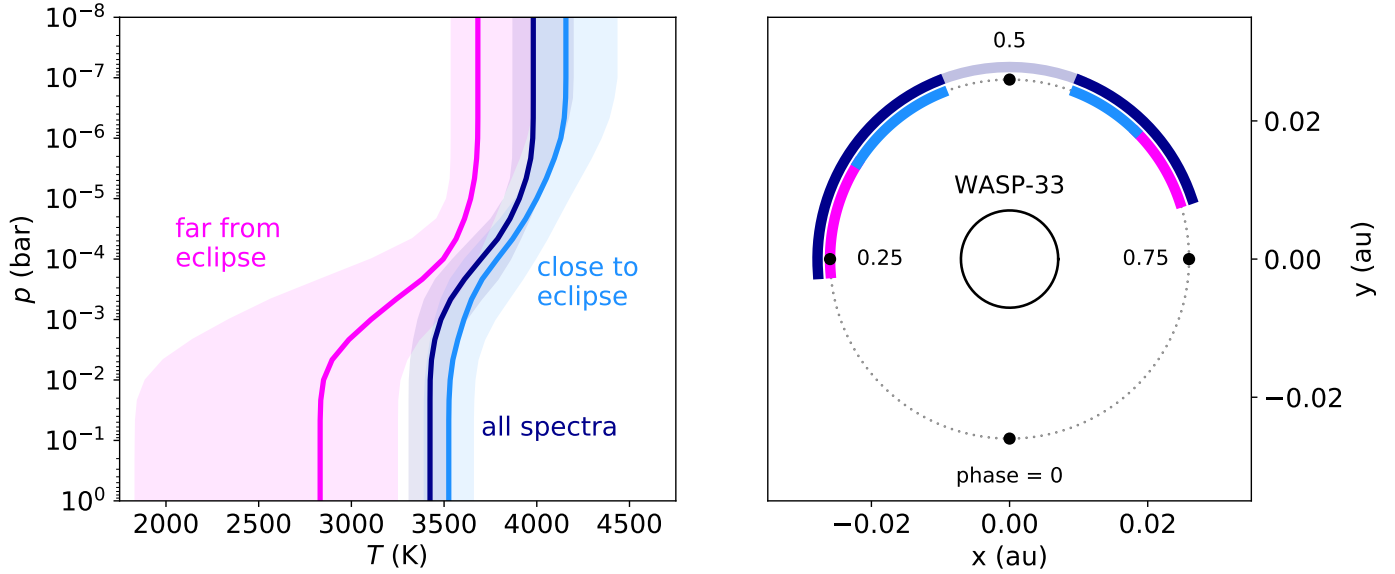 10⁻⁸
10⁻⁷
10⁻⁶
10⁻⁵
10⁻⁴
10⁻³
10⁻²
10⁻¹
10⁰
p (bar)
far from
eclipse
close to
eclipse
all spectra
2000 2500 3000 3500 4000 4500
T (K)
0.5
WASP-33
0.25
0.75
phase = 0
0.02
0.00
−0.02
y (au)
−0.02 0.00 0.02
x (au)